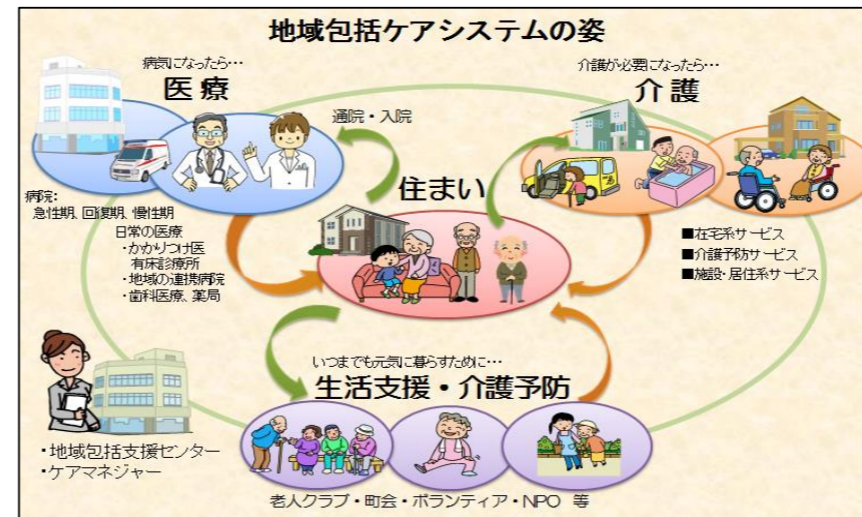 地域包括ケアシステムの姿
病気になったら…
医療
通院・入院
病院:
急性期、回復期、慢性期
日常の医療
・かかりつけ医
有床診療所
・地域の連携病院
・歯科医療、薬局
介護が必要になったら…
介護
■在宅系サービス
■介護予防サービス
■施設・居住系サービス
住まい
いつまでも元気に暮らすために…
生活支援・介護予防
老人クラブ・町会・ボランティア・NPO 等
・地域包括支援センター
・ケアマネジャー